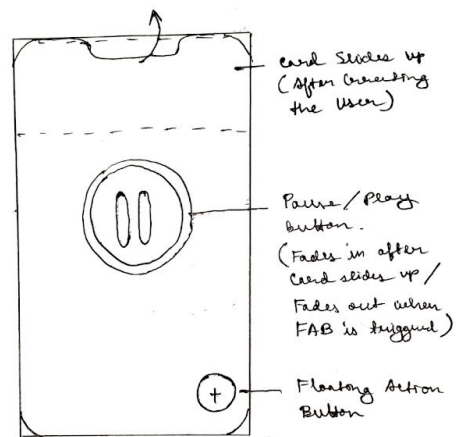 Card Slides up
(After Greeting
the User)
Pause/Play
button.
(Fades in after
Card slides up/
Fades out when
FAB is triggered)
+
Floating Action
Button